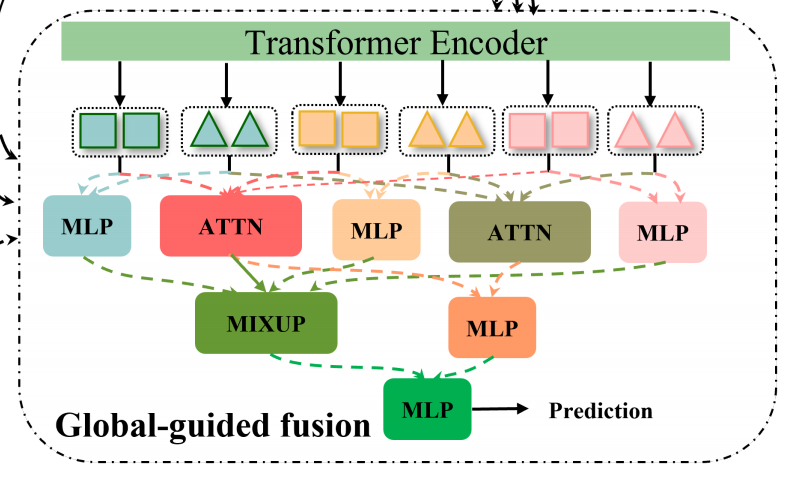 Transformer Encoder
MLP
ATTN
MLP
ATTN
MLP
MIXUP
MLP
MLP
Prediction
Global-guided fusion